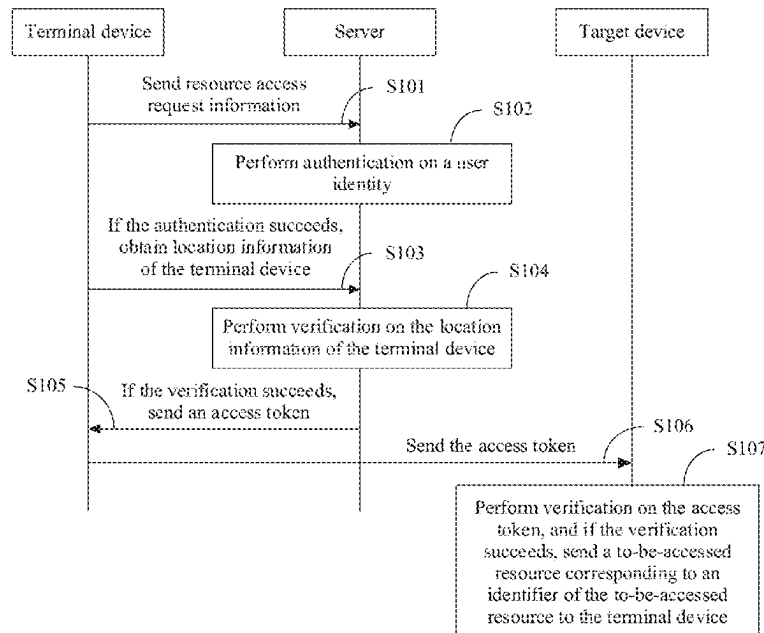 Terminal device
Server
Target device
Send resource access
request information
S101
S102
Perform authentication on a user
identity
If the authentication succeeds,
obtain location information
of the terminal device
S103
S104
Perform verification on the location
information of the terminal device
S105
If the verification succeeds,
send an access token
S106
Send the access token
S107
Perform verification on the access
token, and if the verification
succeeds, send a to-be-accessed
resource corresponding to an
identifier of the to-be-accessed
resource to the terminal device